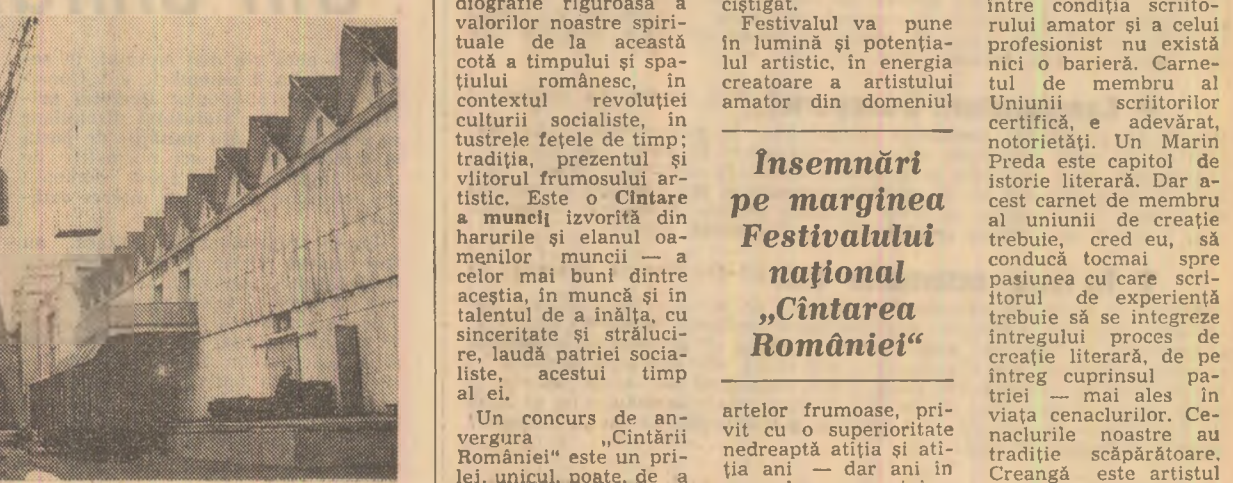 diografie riguroasă a
valorilor noastre spiri-
tuale de la această
cotă a timpului și spa-
țiului românesc, în
contextul revoluției
culturii socialiste, în
tustrele fețele de timp;
tradiția, prezentul și
viitorul frumosului ar-
tistic. Este o Cîntare
a muncii izvorîtă din
harurile și elanul oa-
menilor muncii — a
celor mai buni dintre
aceștia, în muncă și în
talentul de a înălța, cu
sinceritate și străluci-
re, laudă patriei socia-
liste, acestui timp
al ei.
Un concurs de an-
vergura „Cîntării
României“ este un pri-
lej, unicul, poate, de a
cîștigat.
Festivalul va pune
în lumină și potenția-
lul artistic, în energia
creatoare a artistului
amator din domeniul
Însemnări
pe marginea
Festivalului
național
„Cîntarea
României“
artelor frumoase, pri-
vit cu o superioritate
nedreaptă atîția și atî-
ția ani — dar ani în
între condiția scriito-
rului amator și a celui
profesionist nu există
nici o barieră. Carne-
tul de membru al
Uniunii scriitorilor
certifică, e adevărat,
notorietăți. Un Marin
Preda este capitol de
istorie literară. Dar a-
cest carnet de membru
al uniunii de creație
trebuie, cred eu, să
conducă tocmai spre
pasiunea cu care scri-
itorul de experiență
trebuie să se integreze
întregului proces de
creație literară, de pe
întreg cuprinsul pa-
triei — mai ales în
viața cenaclurilor. Ce-
naclurile noastre au
tradiție scăpărătoare.
Creangă este artistul